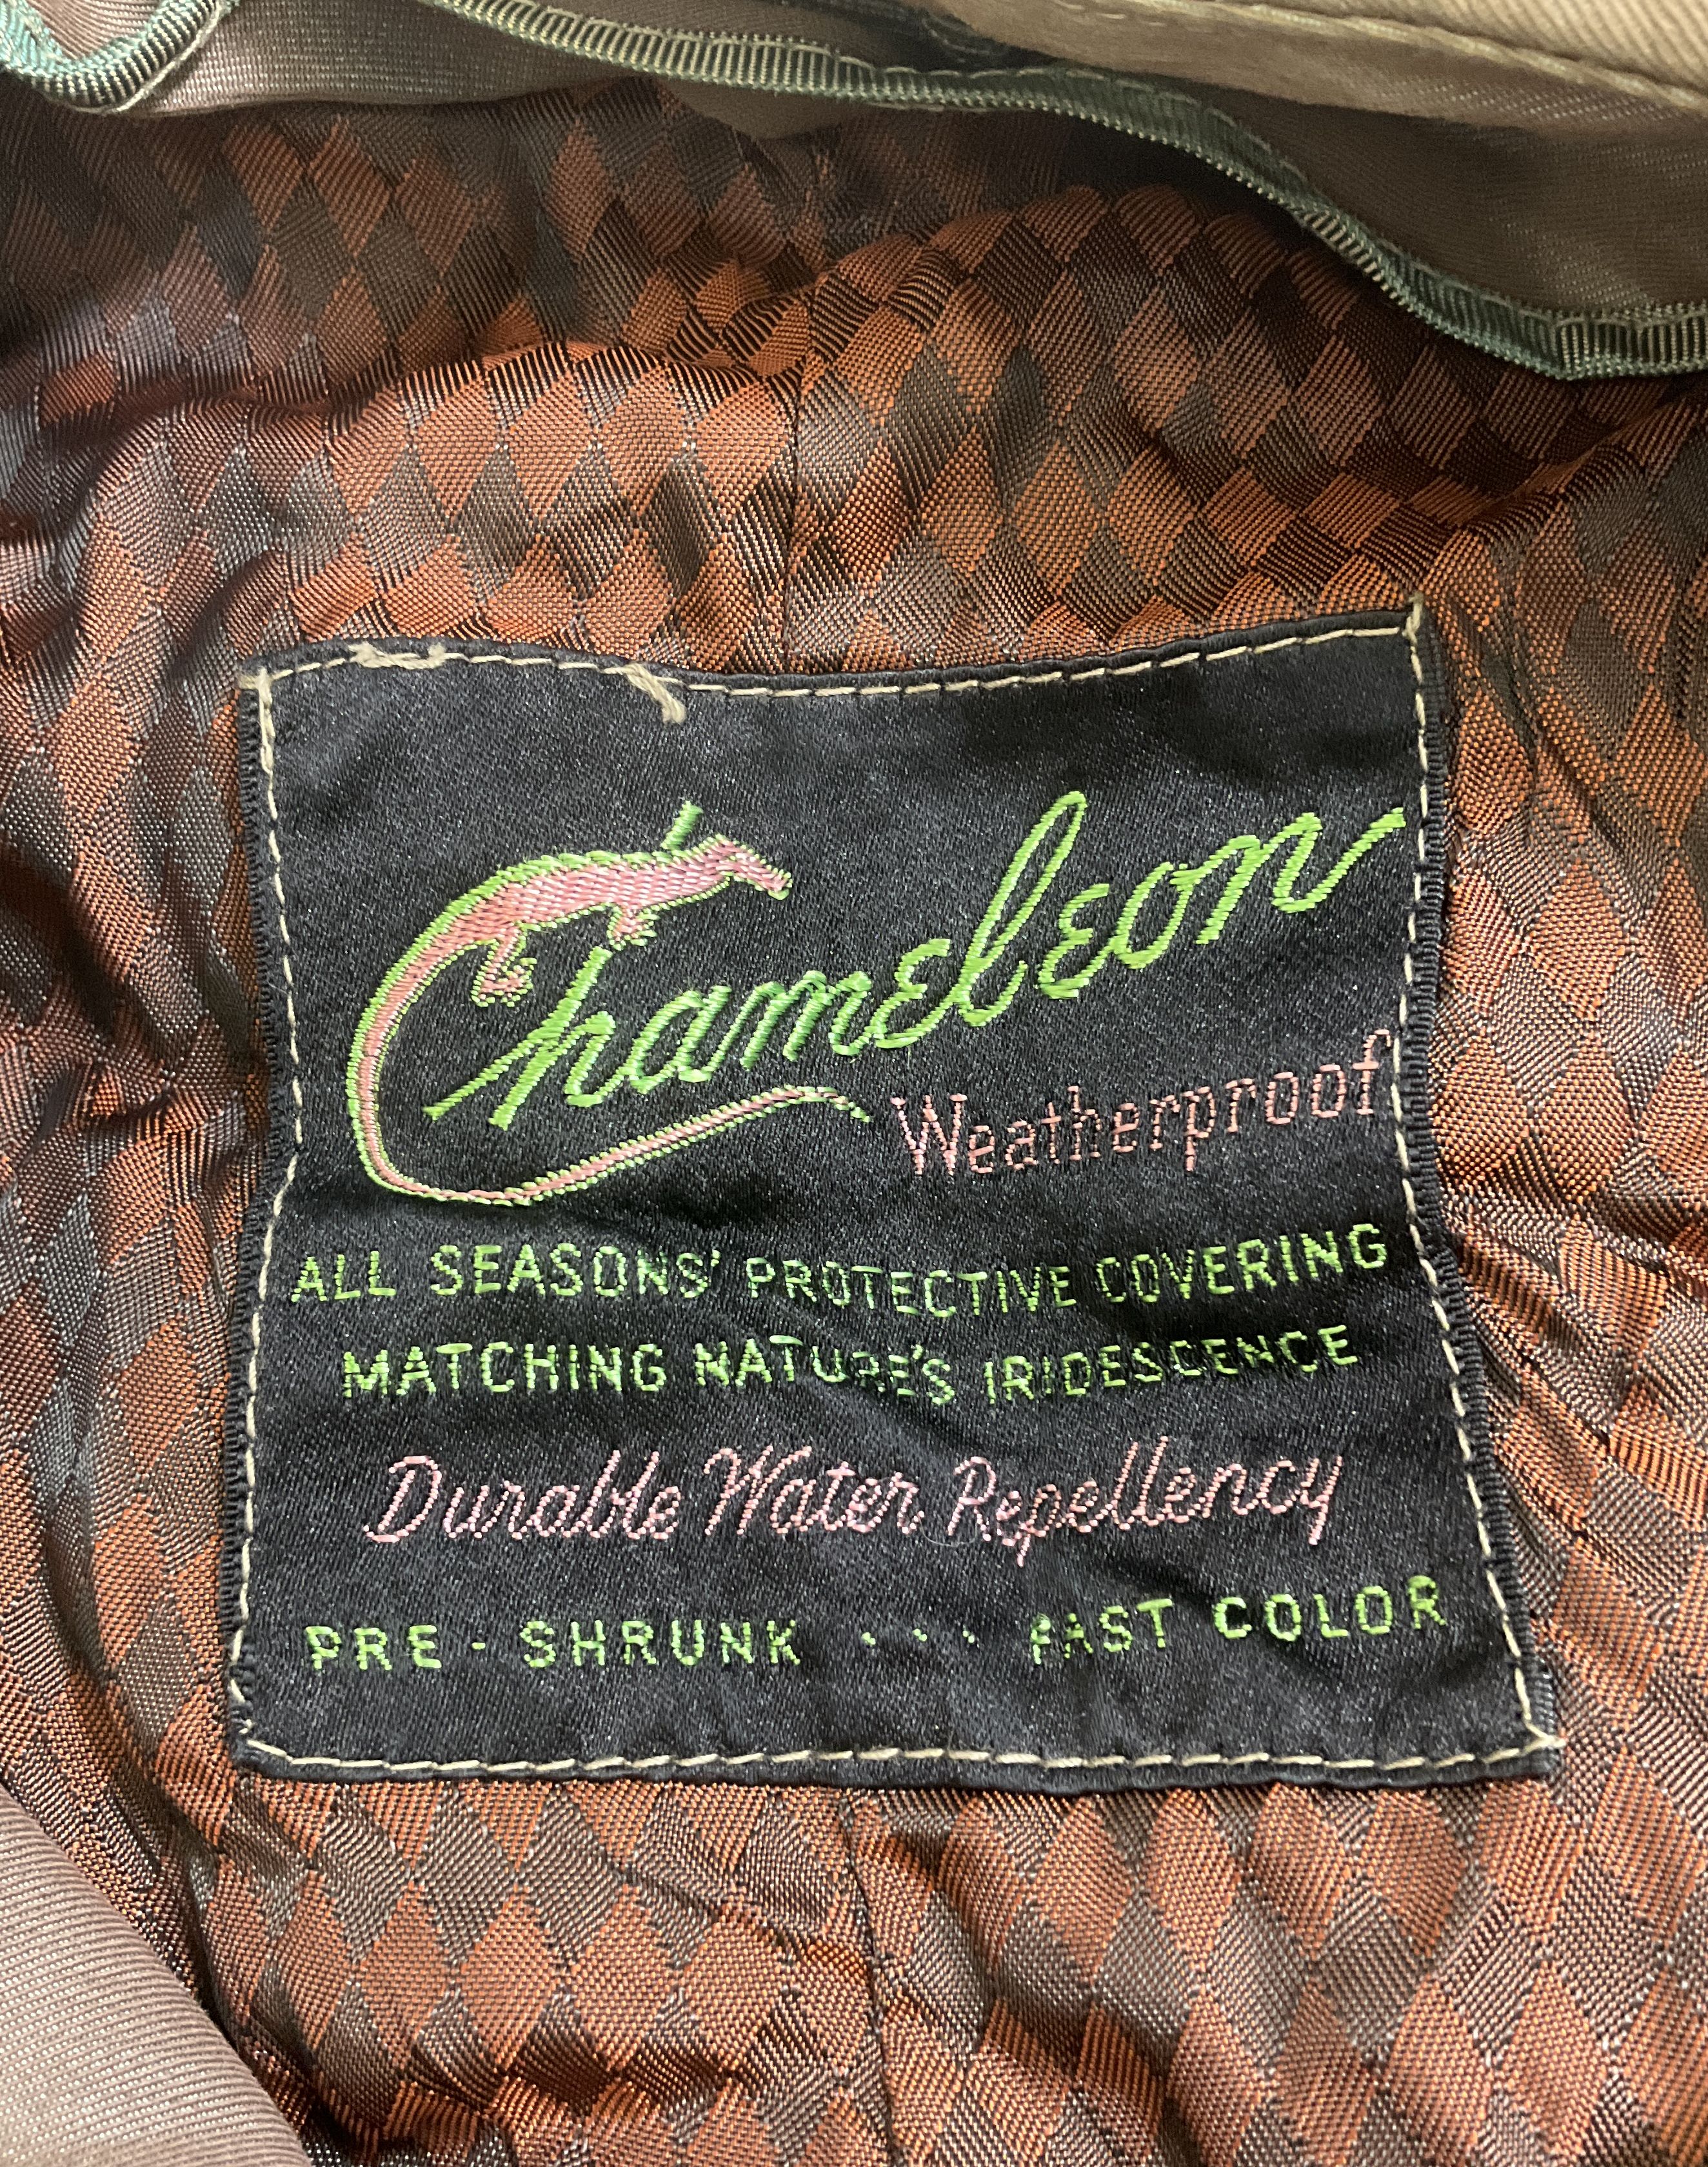 Chameleon
Weatherproof
ALL SEASONS' PROTECTIVE COVERING
MATCHING NATURE'S IRIDESCENCE
Durable Water Repellency
PRE-SHRUNK ... FAST COLOR